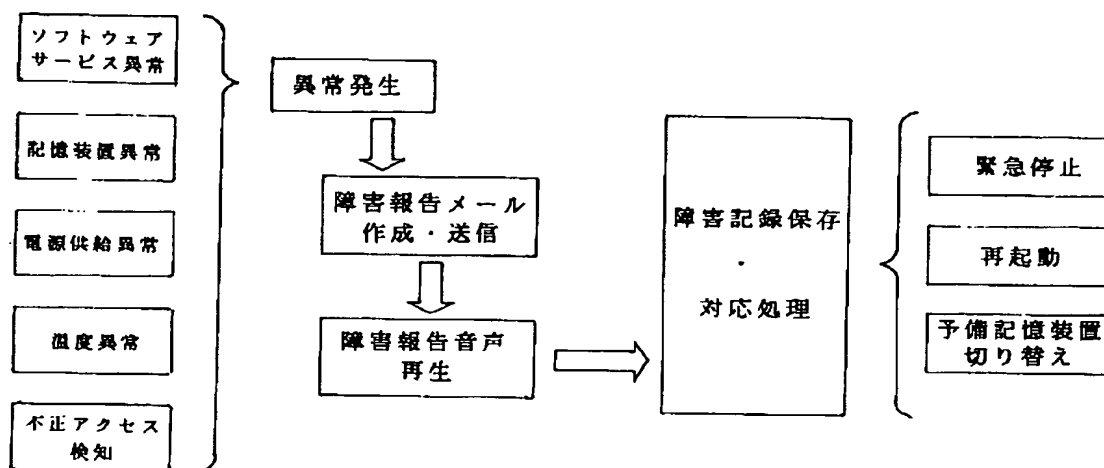 ソフトウェア
サービス異常
記憶装置異常
電源供給異常
温度異常
不正アクセス
検知
異常発生
障害報告メール
作成・送信
障害報告音声
再生
障害記録保存
・
対応処理
緊急停止
再起動
予備記憶装置
切り替え